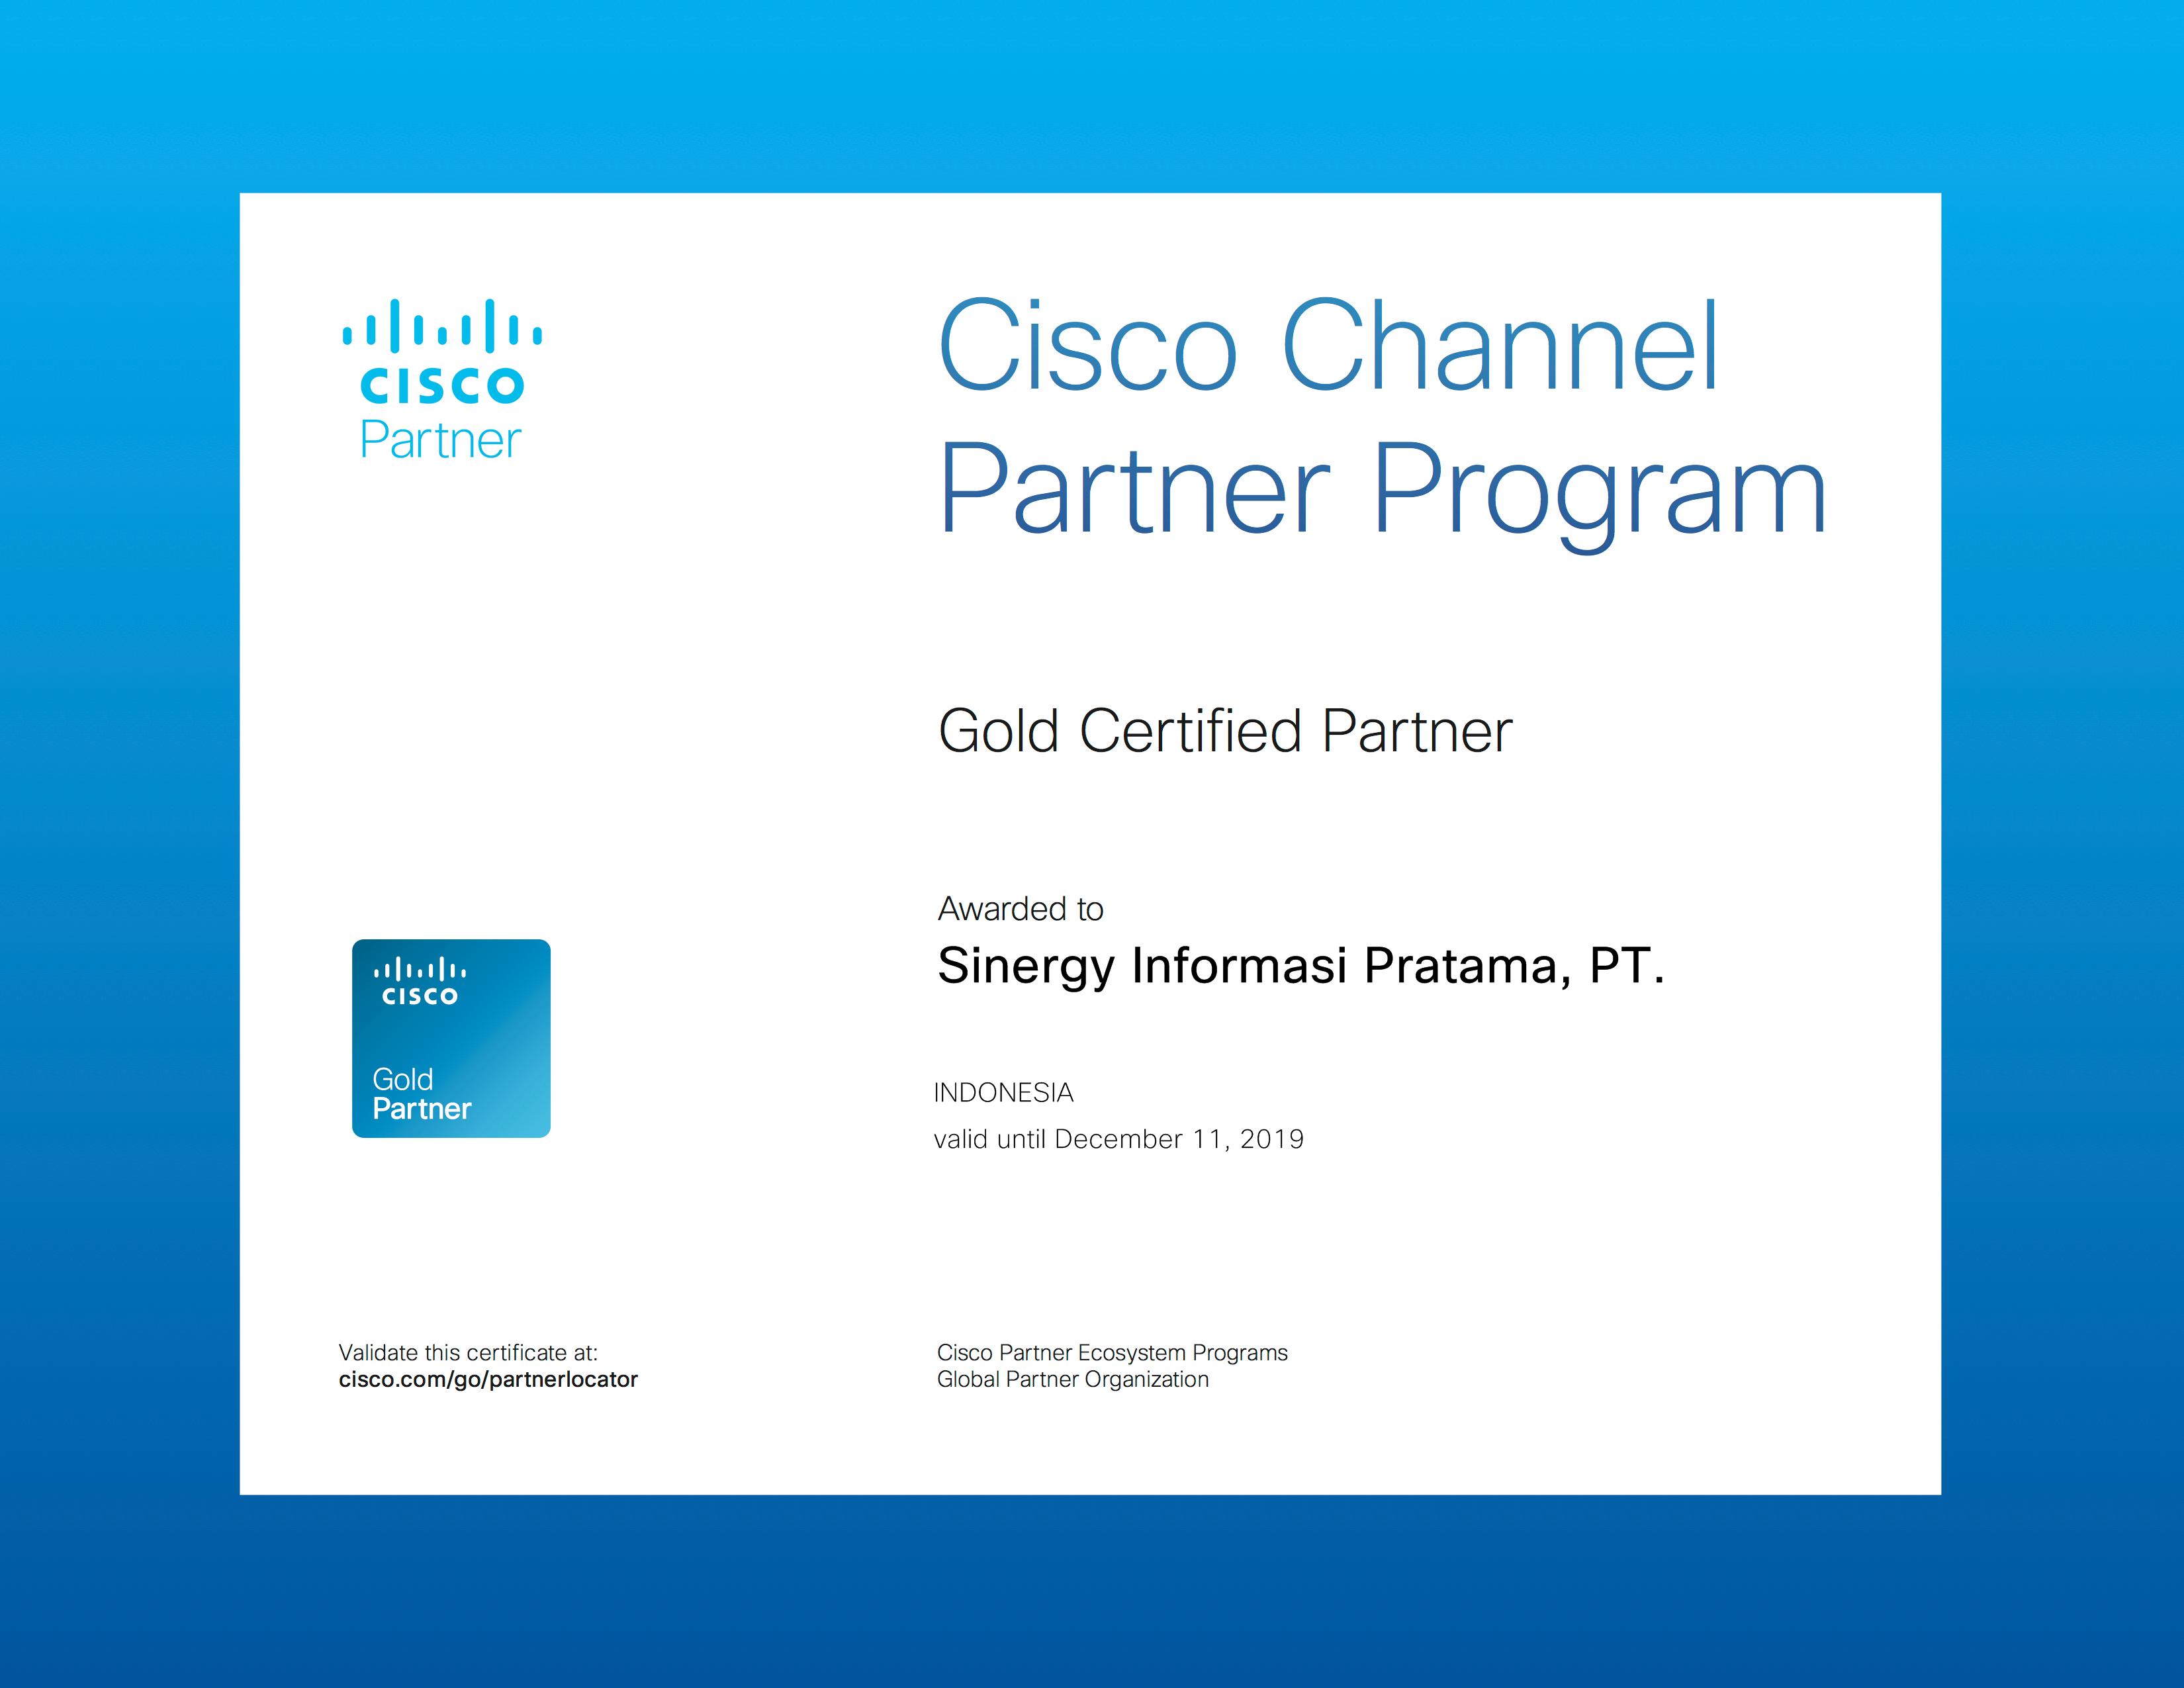 CISCO
Partner
Cisco Channel
Partner Program
Gold Certified Partner
Awarded to
Sinergy Informasi Pratama, PT.
CISCO
Gold
Partner
INDONESIA
valid until December 11, 2019
Validate this certificate at:
cisco.com/go/partnerlocator
Cisco Partner Ecosystem Programs
Global Partner Organization